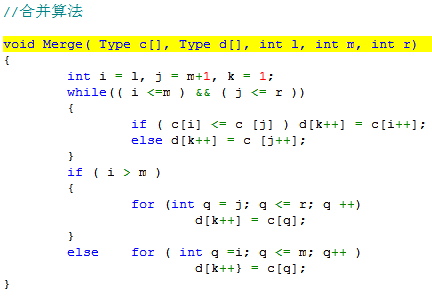 //合并算法
void Merge( Type c[], Type d[], int l, int m, int r)
{
int i = l, j = m+1, k = 1;
while(( i <=m ) && ( j <= r ))
{
if ( c[i] <= c [j] ) d[k++] = c[i++];
else d[k++] = c [j++];
}
if ( i > m )
{
for (int q = j; q <= r; q ++)
d[k++] = c[q];
}
else for ( int q =i; q <= m; q++ )
d[k++} = c[q];
}